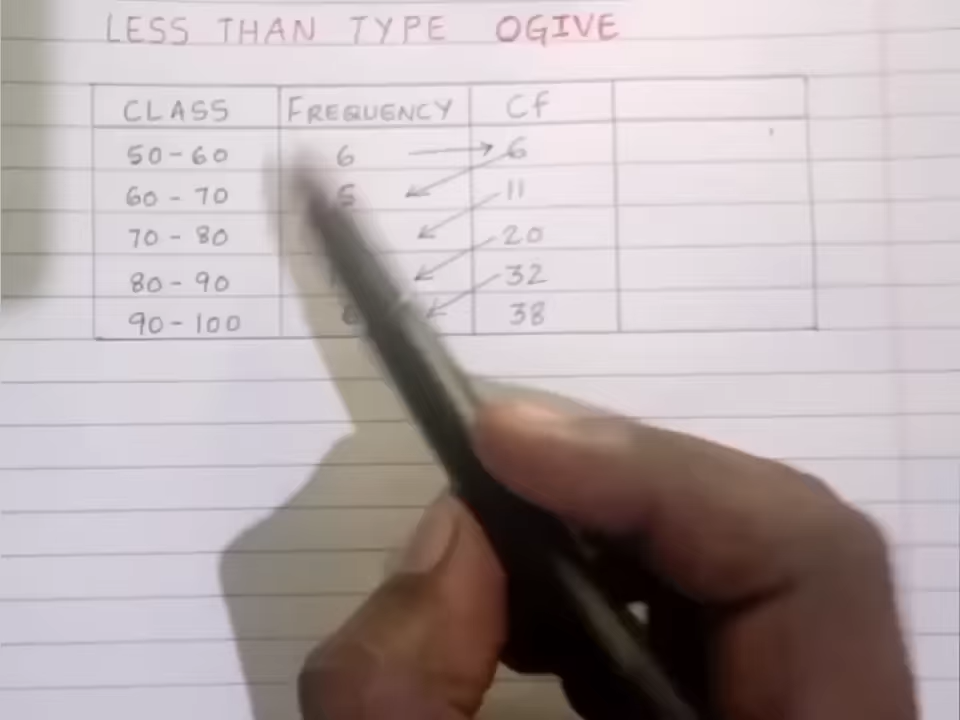 LESS THAN TYPE OGIVE
CLASS FREQUENCY Cf
50-60 6 6
60-70 5 11
70-80 20
80-90 32
90-100 38